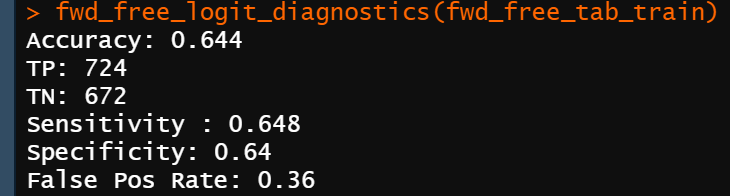 > fwd_free_logit_diagnostics(fwd_free_tab_train)
Accuracy: 0.644
TP: 724
TN: 672
Sensitivity : 0.648
Specificity: 0.64
False Pos Rate: 0.36